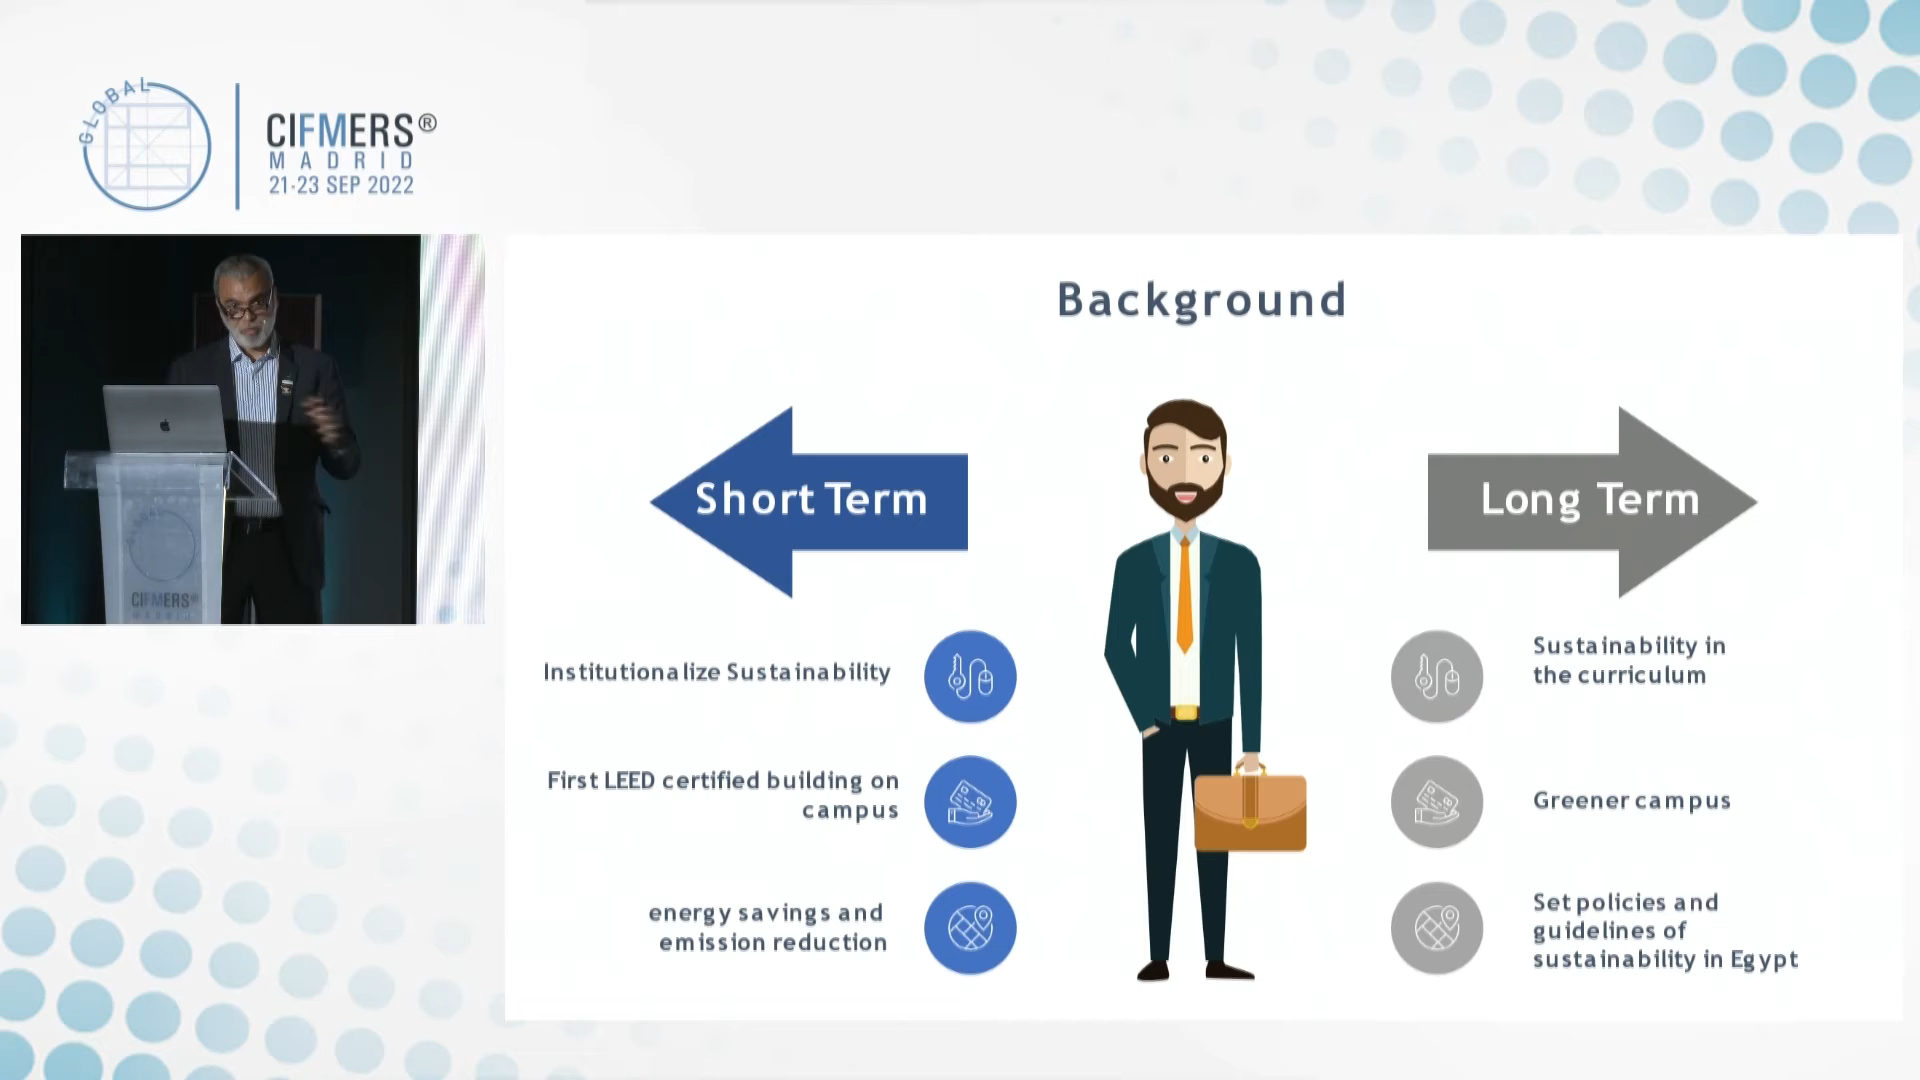 GLOBAL
CIFMERS®
MADRID
21-23 SEP 2022
CIFMERS®
MADRID
Background
Short Term
Long Term
Institutionalize Sustainability
First LEED certified building on
campus
energy savings and
emission reduction
Sustainability in
the curriculum
Greener campus
Set policies and
guidelines of
sustainability in Egypt